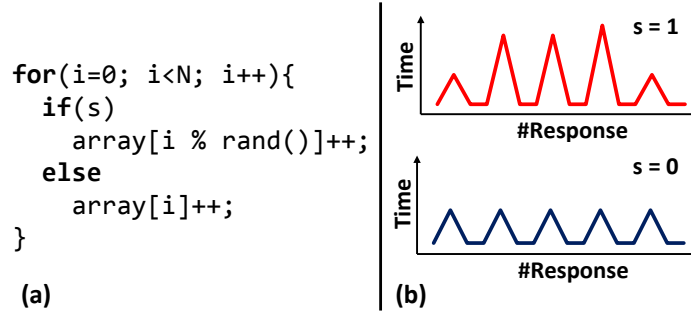 for(i=0; i<N; i++){
if(s)
array[i % rand()]++;
else
array[i]++;
}
(a)
s = 1
Time
#Response
s = 0
Time
#Response
(b)